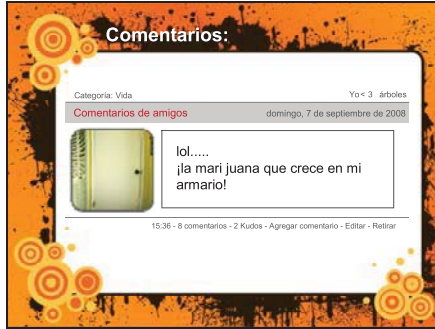 Comentarios:
Categoría: Vida
Yo< 3 árboles
Comentarios de amigos
domingo, 7 de septiembre de 2008
lol.....
¡la mari juana que crece en mi
armario!
15:36 - 8 comentarios - 2 Kudos - Agregar comentario - Editar - Retirar